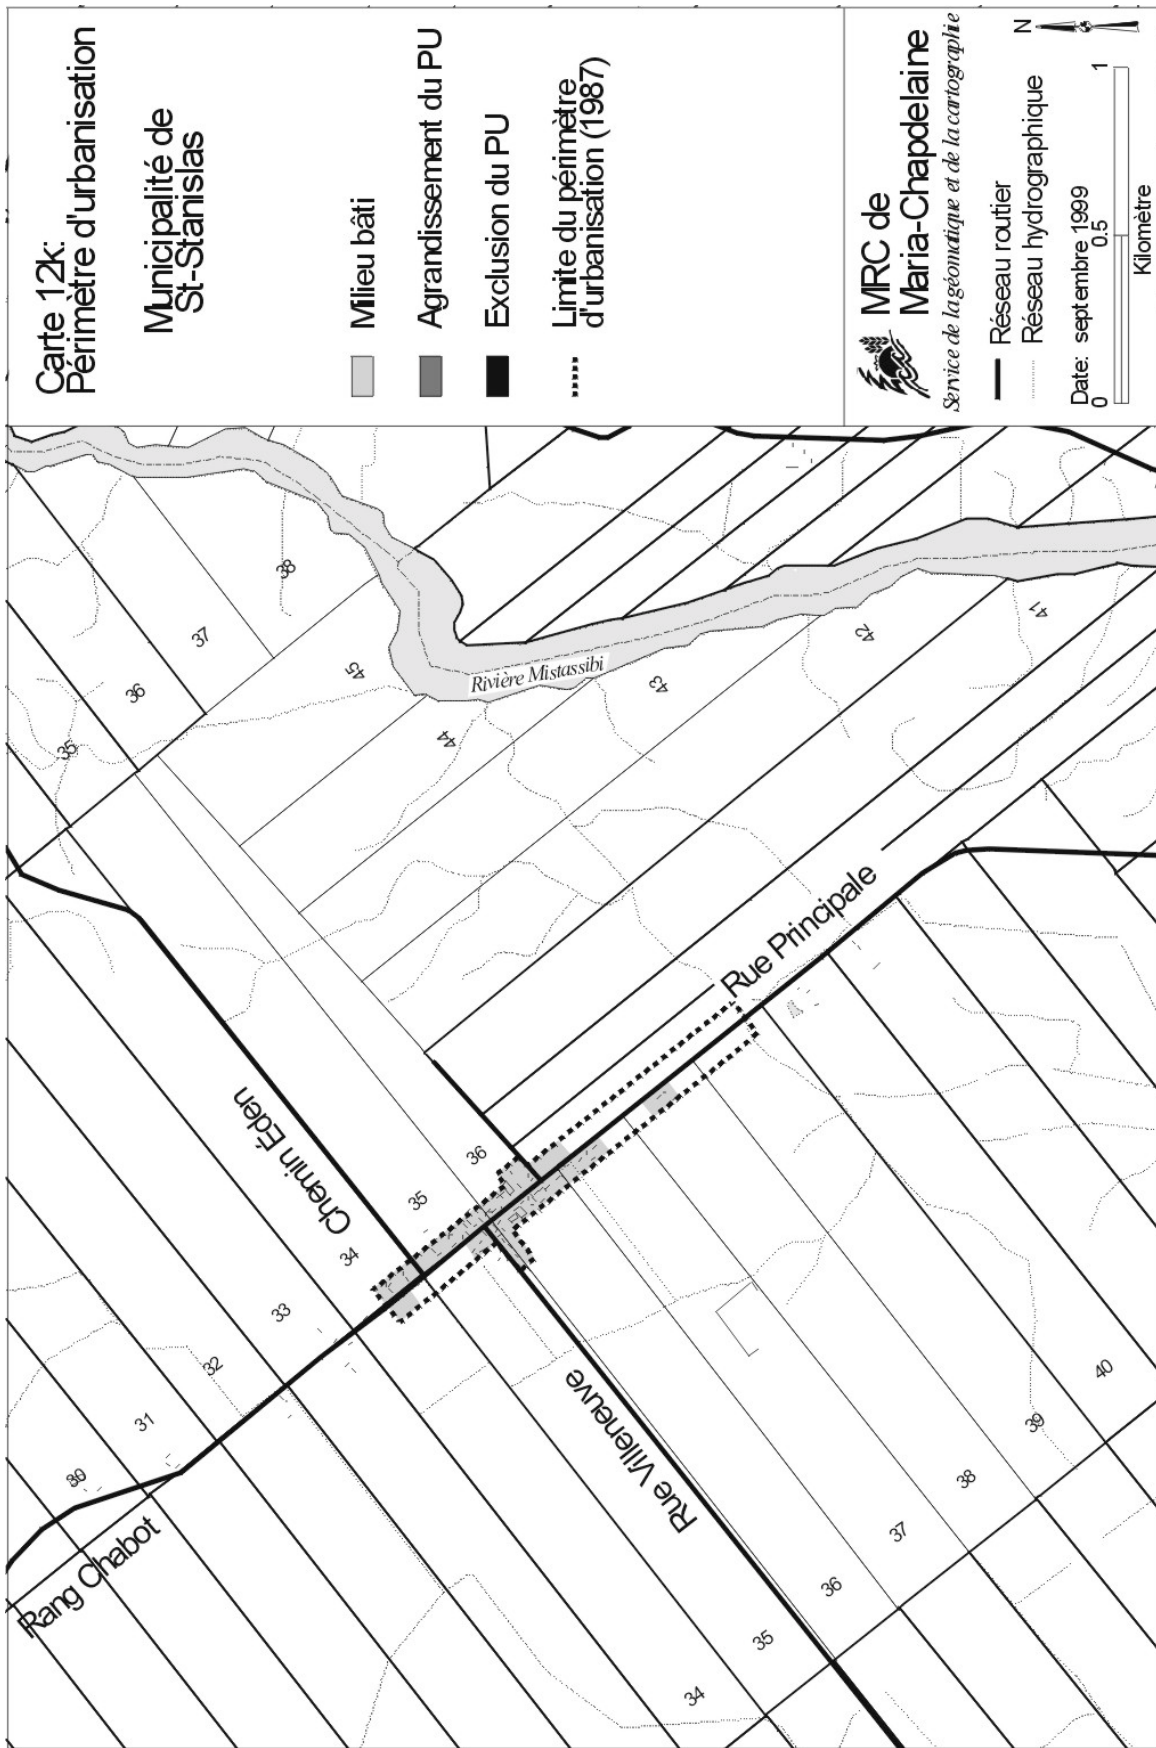 Carte 12k:
Périmètre d'urbanisation
Municipalité de
St-Stanislas
Milieu bâti
Agrandissement du PU
Exclusion du PU
Limite du périmètre
d'urbanisation (1987)
MRC de
Maria-Chapdelaine
Service de la géomatique et de la cartographie
Réseau routier
Réseau hydrographique
Date: septembre 1999
N
0 0.5 1
Kilomètre
Rang Chabot
Chemin Éden
Rue Villeneuve
Rue Principale
Rivière Mistassibi
35
36
37
38
45
44
43
42
41
30
31
32
33
34
35
36
34
35
36
37
38
39
40